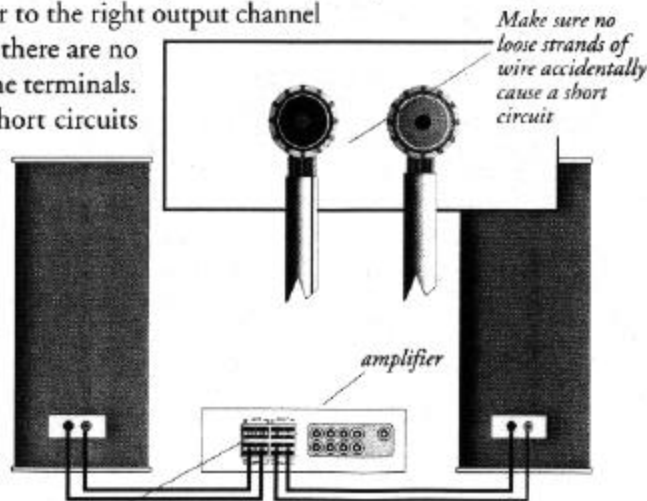 r to the right output channel
there are no
e terminals.
hort circuits
Make sure no
loose strands of
wire accidentally
cause a short
circuit
amplifier